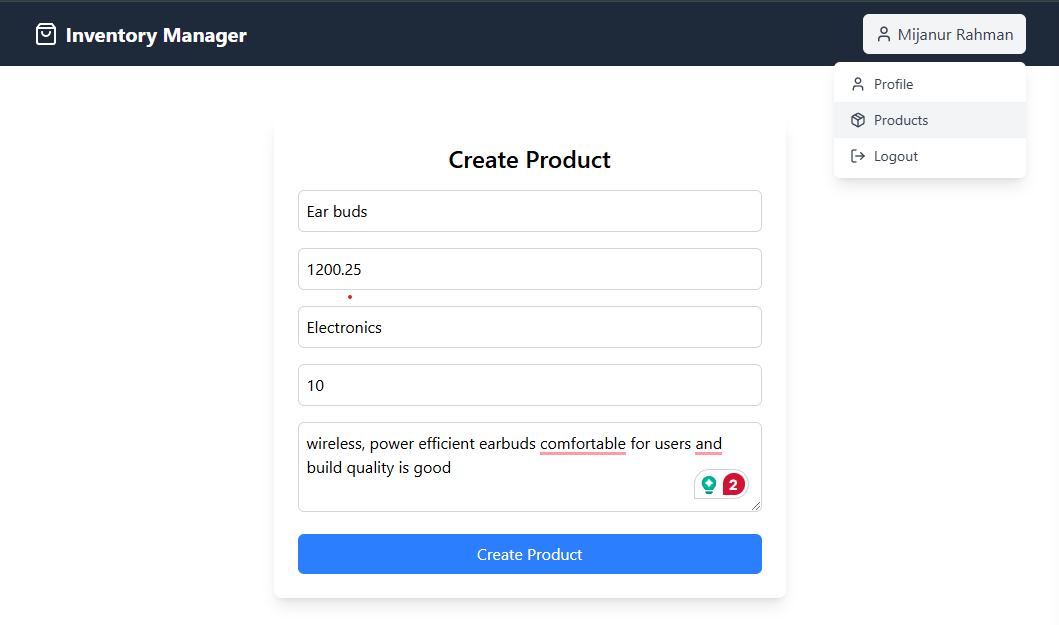 Inventory Manager
Mijanur Rahman
Profile
Products
Logout
Create Product
Ear buds
1200.25
Electronics
10
wireless, power efficient earbuds comfortable for users and
build quality is good
2
Create Product